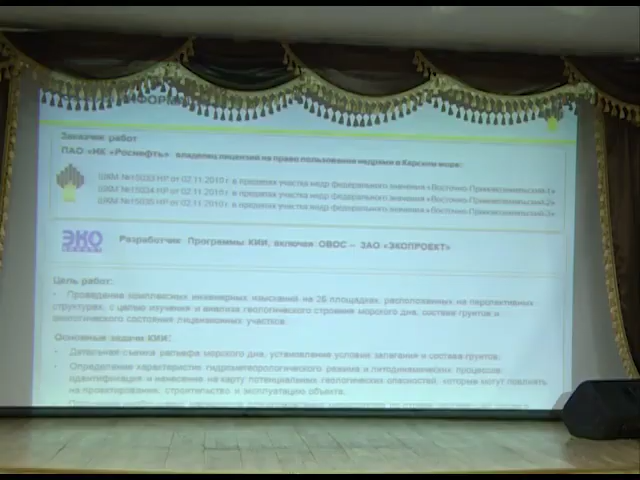 Заказчик работ
ПАО «НК «Роснефть» владелец лицензий на право пользования недрами в Карском море:
ШКМ №15033 НР от 02.11.2010 г. в пределах участка недр федерального значения «Восточно-Приновоземельский-1»
ШКМ №15034 НР от 02.11.2010 г. в пределах участка недр федерального значения «Восточно-Приновоземельский-2»
ШКМ №15035 НР от 02.11.2010 г. в пределах участка недр федерального значения «Восточно-Приновоземельский-3»
ЭКО
ПРОЕКТ
Разработчик Программы КИИ, включая ОВОС – ЗАО «ЭКОПРОЕКТ»
Цель работ:
- Проведение комплексных инженерных изысканий на 26 площадках, расположенных на перспективных
структурах, с целью изучения и анализа геологического строения морского дна, состава грунтов и
экологического состояния лицензионных участков.
Основные задачи КИИ:
- Детальная съемка рельефа морского дна, установление условий залегания и состава грунтов.
- Определение характеристик гидрометеорологического режима и литодинамических процессов
идентификация и нанесение на карту потенциальных геологических опасностей, которые могут повлиять
на проектирование, строительство и эксплуатацию объекта.